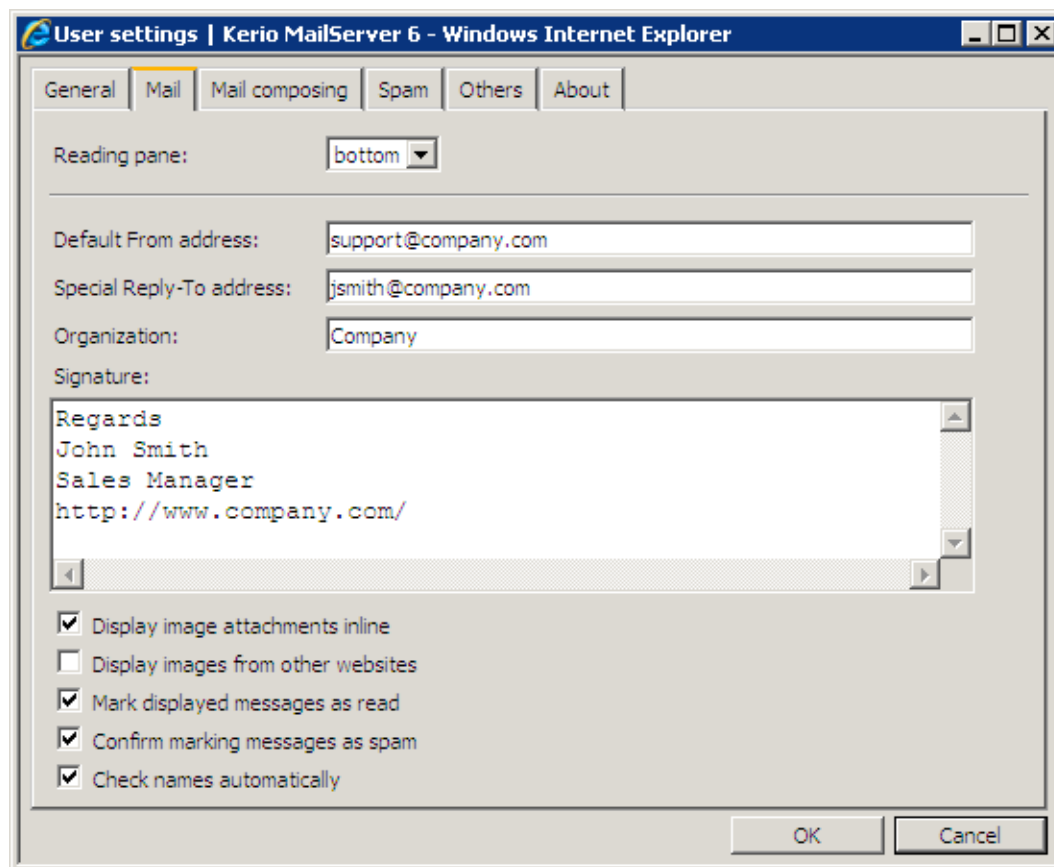 User settings | Kerio MailServer 6 - Windows Internet Explorer
General Mail Mail composing Spam Others About
Reading pane: bottom
Default From address: support@company.com
Special Reply-To address: jsmith@company.com
Organization: Company
Signature:
Regards
John Smith
Sales Manager
http://www.company.com/
Display image attachments inline
Display images from other websites
Mark displayed messages as read
Confirm marking messages as spam
Check names automatically
OK Cancel